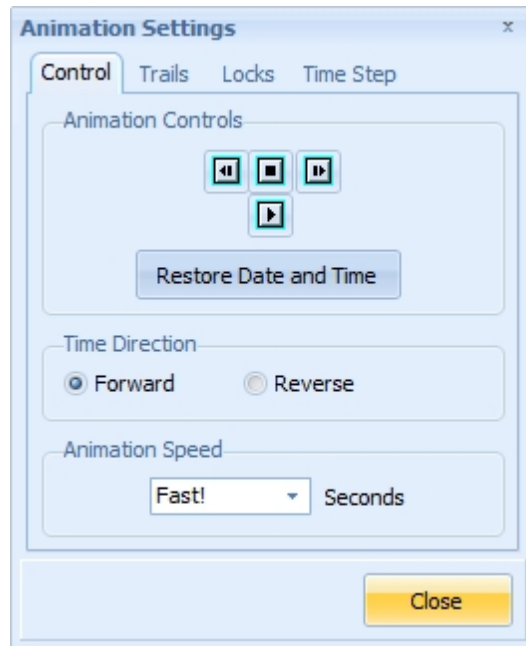 Animation Settings x
Control Trails Locks Time Step
Animation Controls
Restore Date and Time
Time Direction
Forward Reverse
Animation Speed
Fast! Seconds
Close